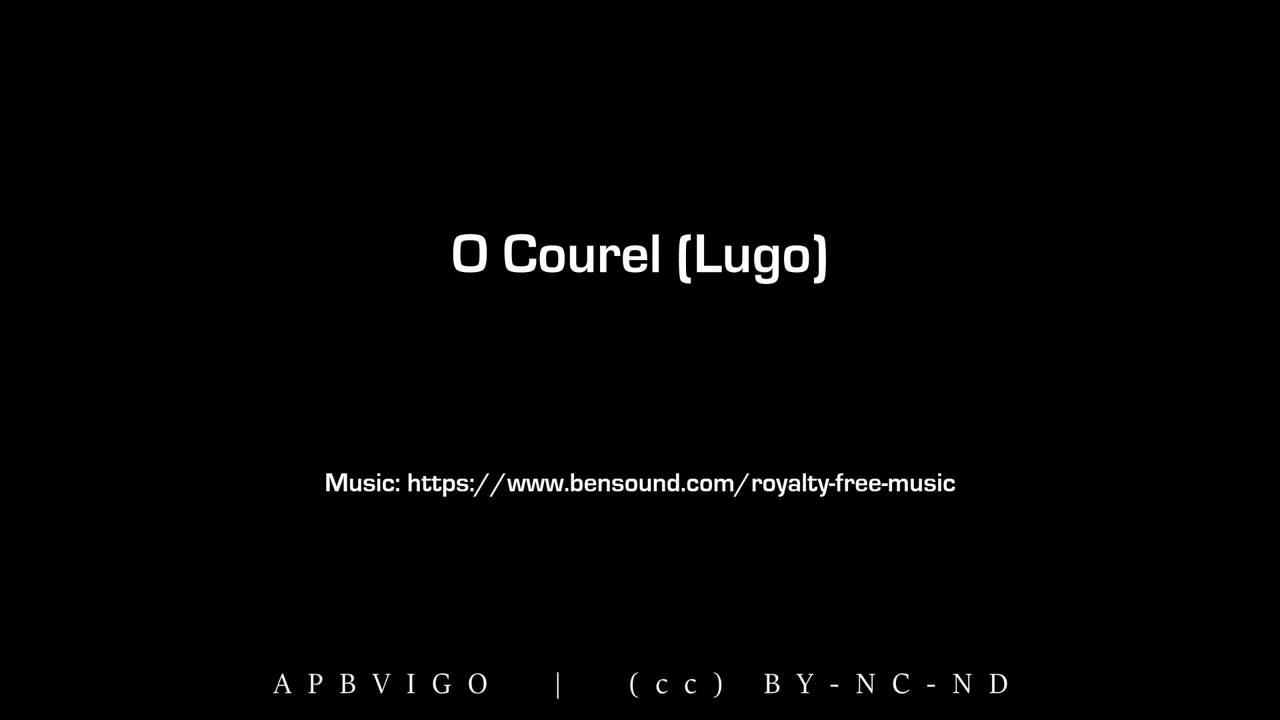 O Courel (Lugo)
Music: https://www.bensound.com/royalty-free-music
APBVIGO | (cc) BY-NC-ND